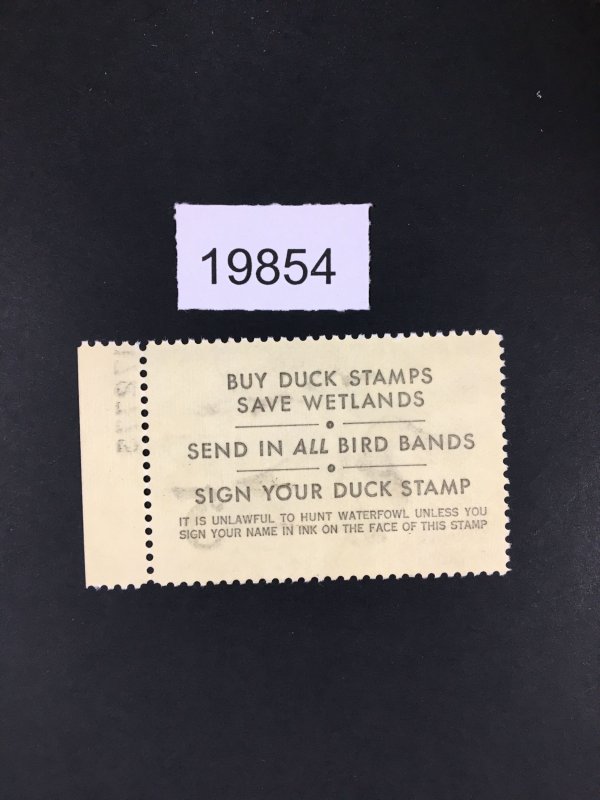 19854
BUY DUCK STAMPS
SAVE WETLANDS
SEND IN ALL BIRD BANDS
SIGN YOUR DUCK STAMP
IT IS UNLAWFUL TO HUNT WATERFOWL UNLESS YOU
SIGN YOUR NAME IN INK ON THE FACE OF THIS STAMP